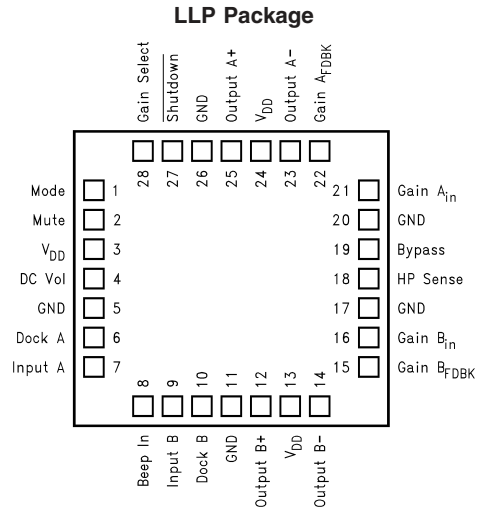 LLP Package
Gain Select
Shutdown
GND
Output A+
VDD
Output A-
Gain AFDBK
28
27
26
25
24
23
22
Mode 1
Mute 2
VDD 3
DC Vol 4
GND 5
Dock A 6
Input A 7
21 Gain Ain
20 GND
19 Bypass
18 HP Sense
17 GND
16 Gain Bin
15 Gain BFDBK
8
9
10
11
12
13
14
Beep In
Input B
Dock B
GND
Output B+
VDD
Output B-